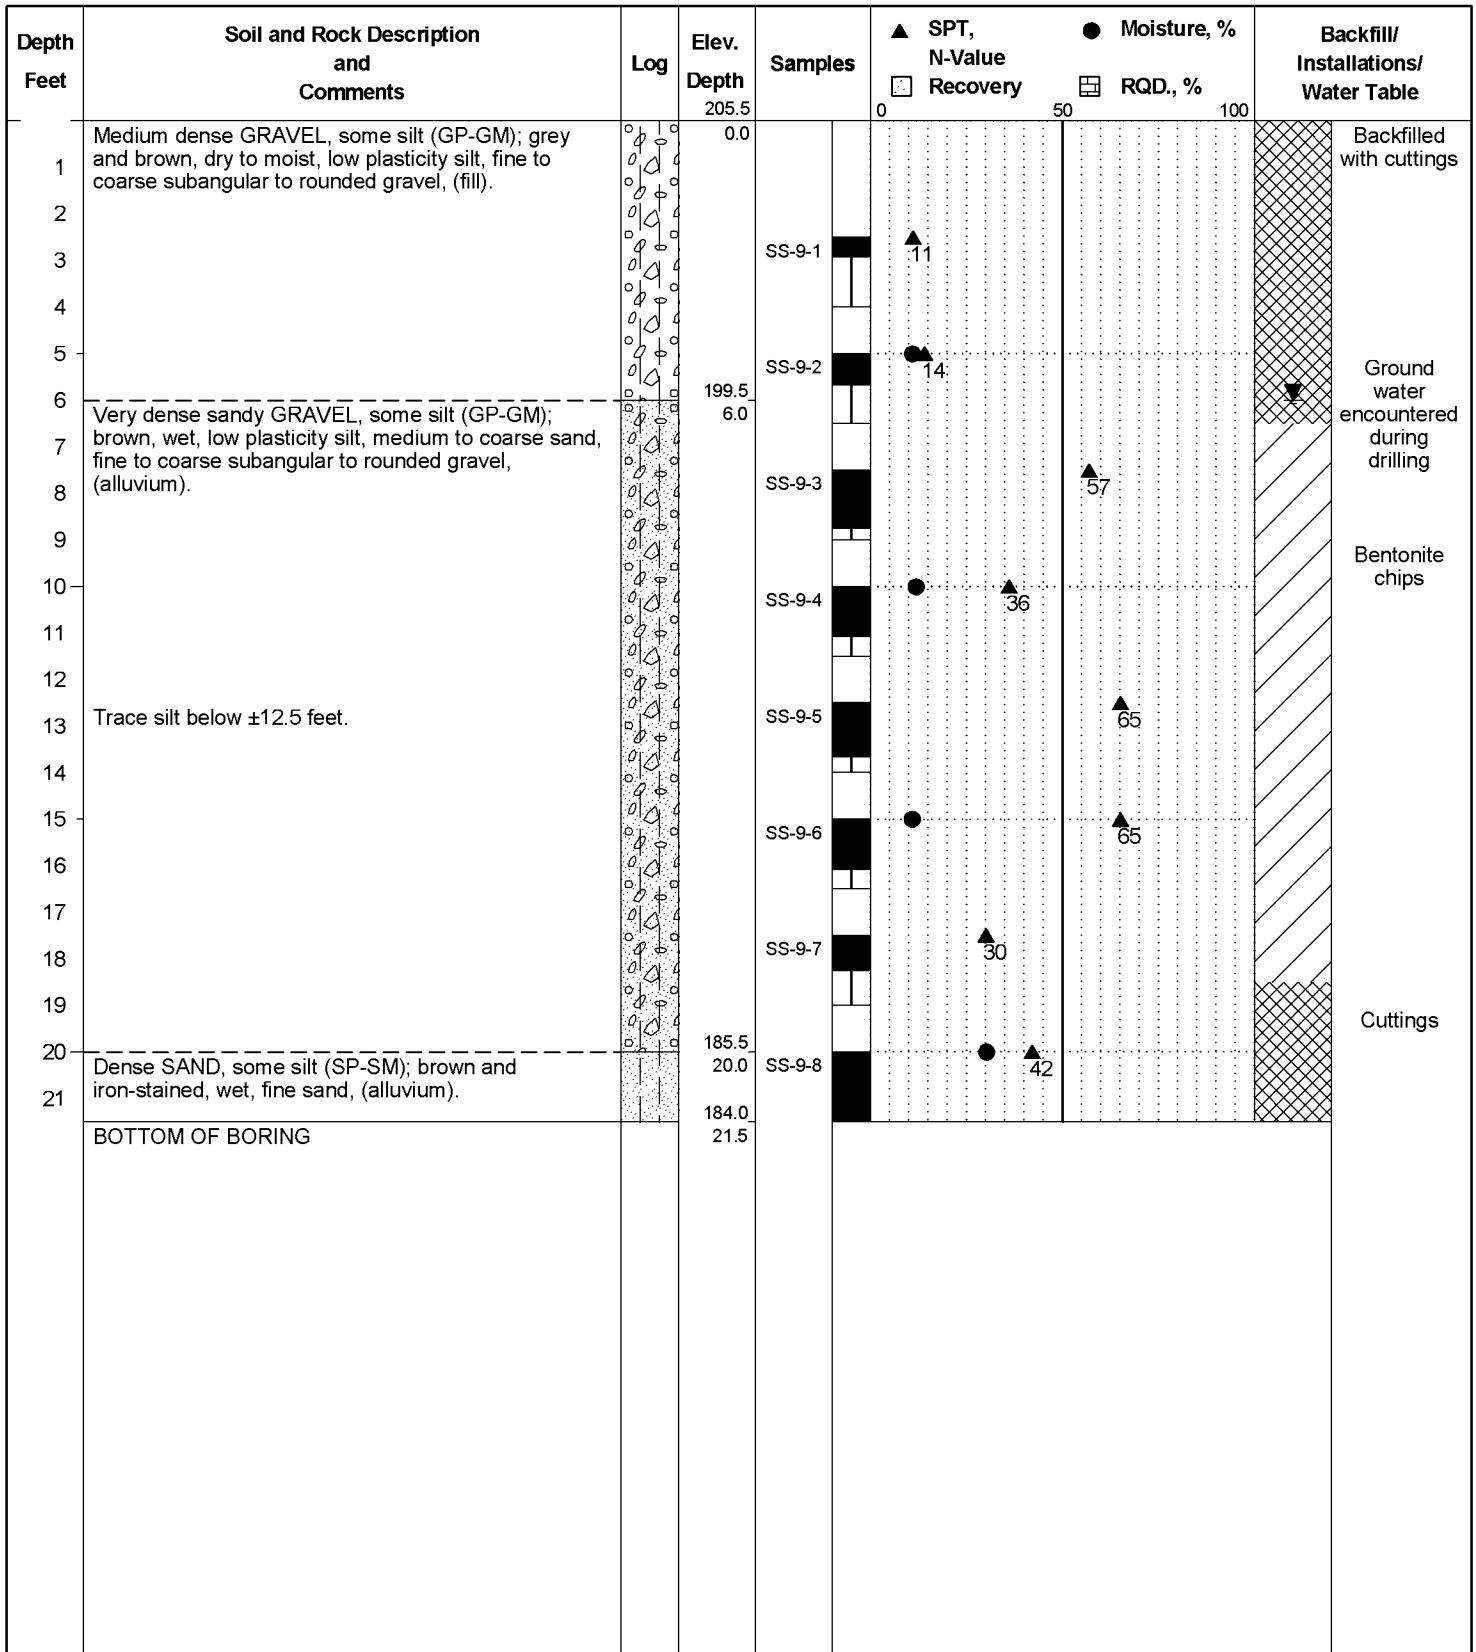 Depth
Feet
Soil and Rock Description
and
Comments
Log
Elev.
Depth
205.5
Samples
▲ SPT,
N-Value
Recovery
● Moisture, %
RQD., %
0 50 100
Backfill/
Installations/
Water Table
Medium dense GRAVEL, some silt (GP-GM); grey
and brown, dry to moist, low plasticity silt, fine to
coarse subangular to rounded gravel, (fill).
0.0
Backfilled
with cuttings
1
2
3
SS-9-1
11
4
5
SS-9-2
14
6
199.5
6.0
Ground
water
encountered
during
drilling
Very dense sandy GRAVEL, some silt (GP-GM);
brown, wet, low plasticity silt, medium to coarse sand,
fine to coarse subangular to rounded gravel,
(alluvium).
7
8
SS-9-3
57
9
Bentonite
chips
10
SS-9-4
36
11
12
Trace silt below ±12.5 feet.
13
SS-9-5
65
14
15
SS-9-6
65
16
17
18
SS-9-7
30
19
Cuttings
20
185.5
20.0
SS-9-8
42
Dense SAND, some silt (SP-SM); brown and
iron-stained, wet, fine sand, (alluvium).
21
184.0
21.5
BOTTOM OF BORING